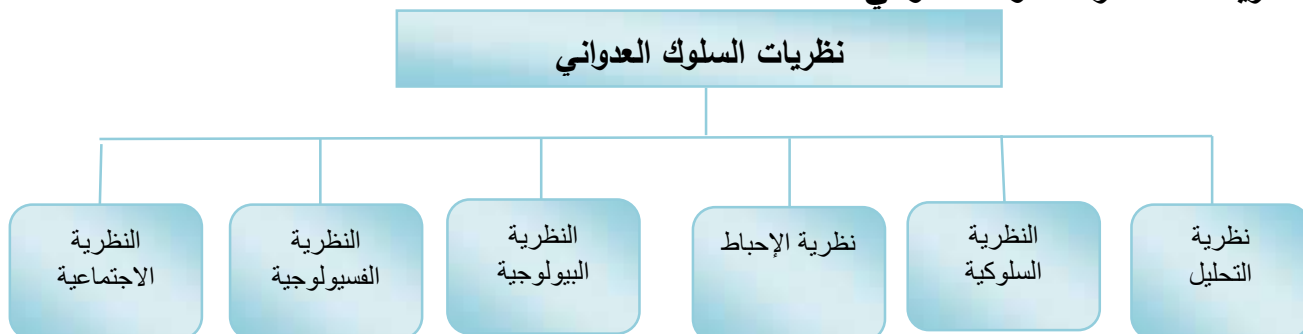 نظريات السلوك العدواني
نظرية
التحليل
النظرية
السلوكية
نظرية الإحباط
النظرية
البيولوجية
النظرية
الفسيولوجية
النظرية
الاجتماعية